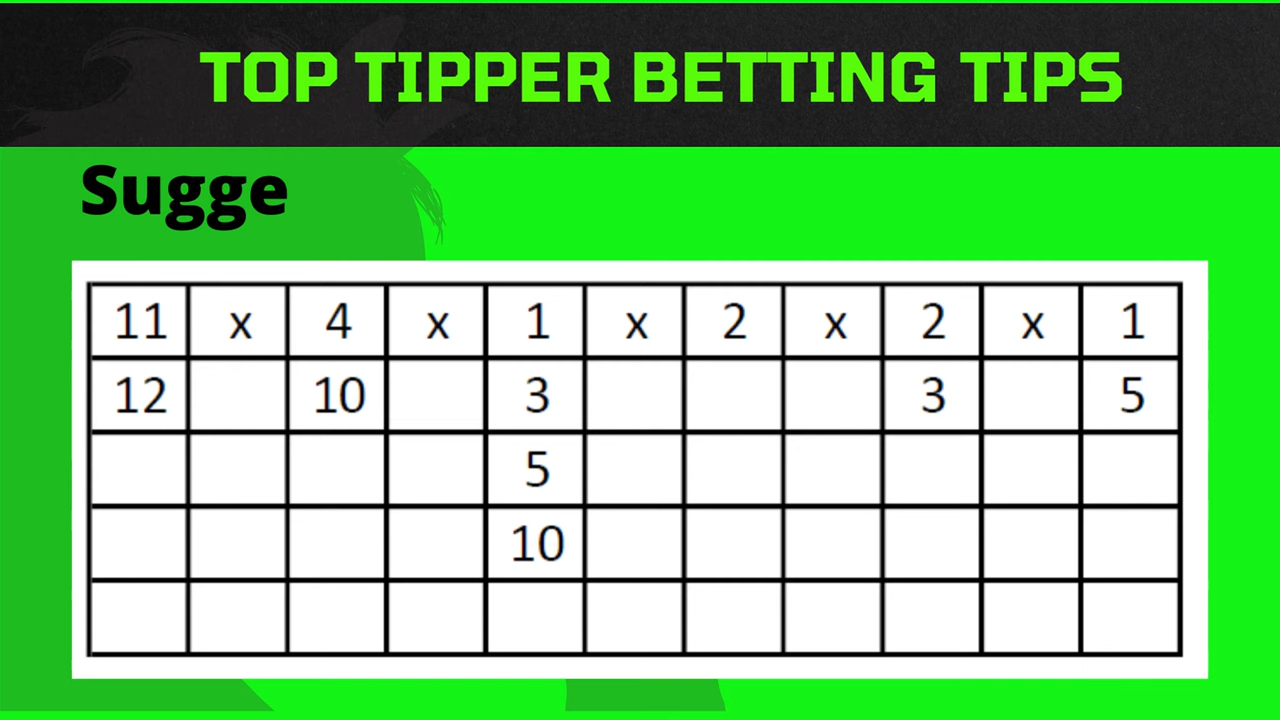 TOP TIPPER BETTING TIPS
Sugge
11 x 4 x 1 x 2 x 2 x 1
12 10 3 3 5
5
10